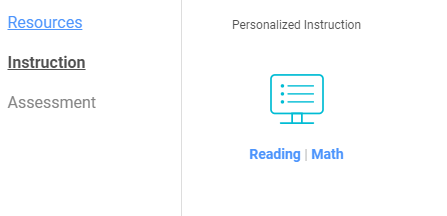 Resources
Instruction
Assessment
Personalized Instruction
Reading | Math